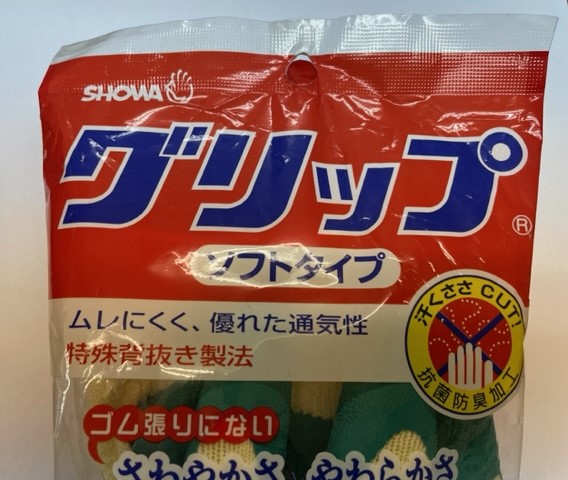 SHOWA
グリップ®
ソフトタイプ
ムレにくく、優れた通気性
特殊背抜き製法
汗くささCUT!
抗菌防臭加工
ゴム張りにない
さわやかさ やわらかさ